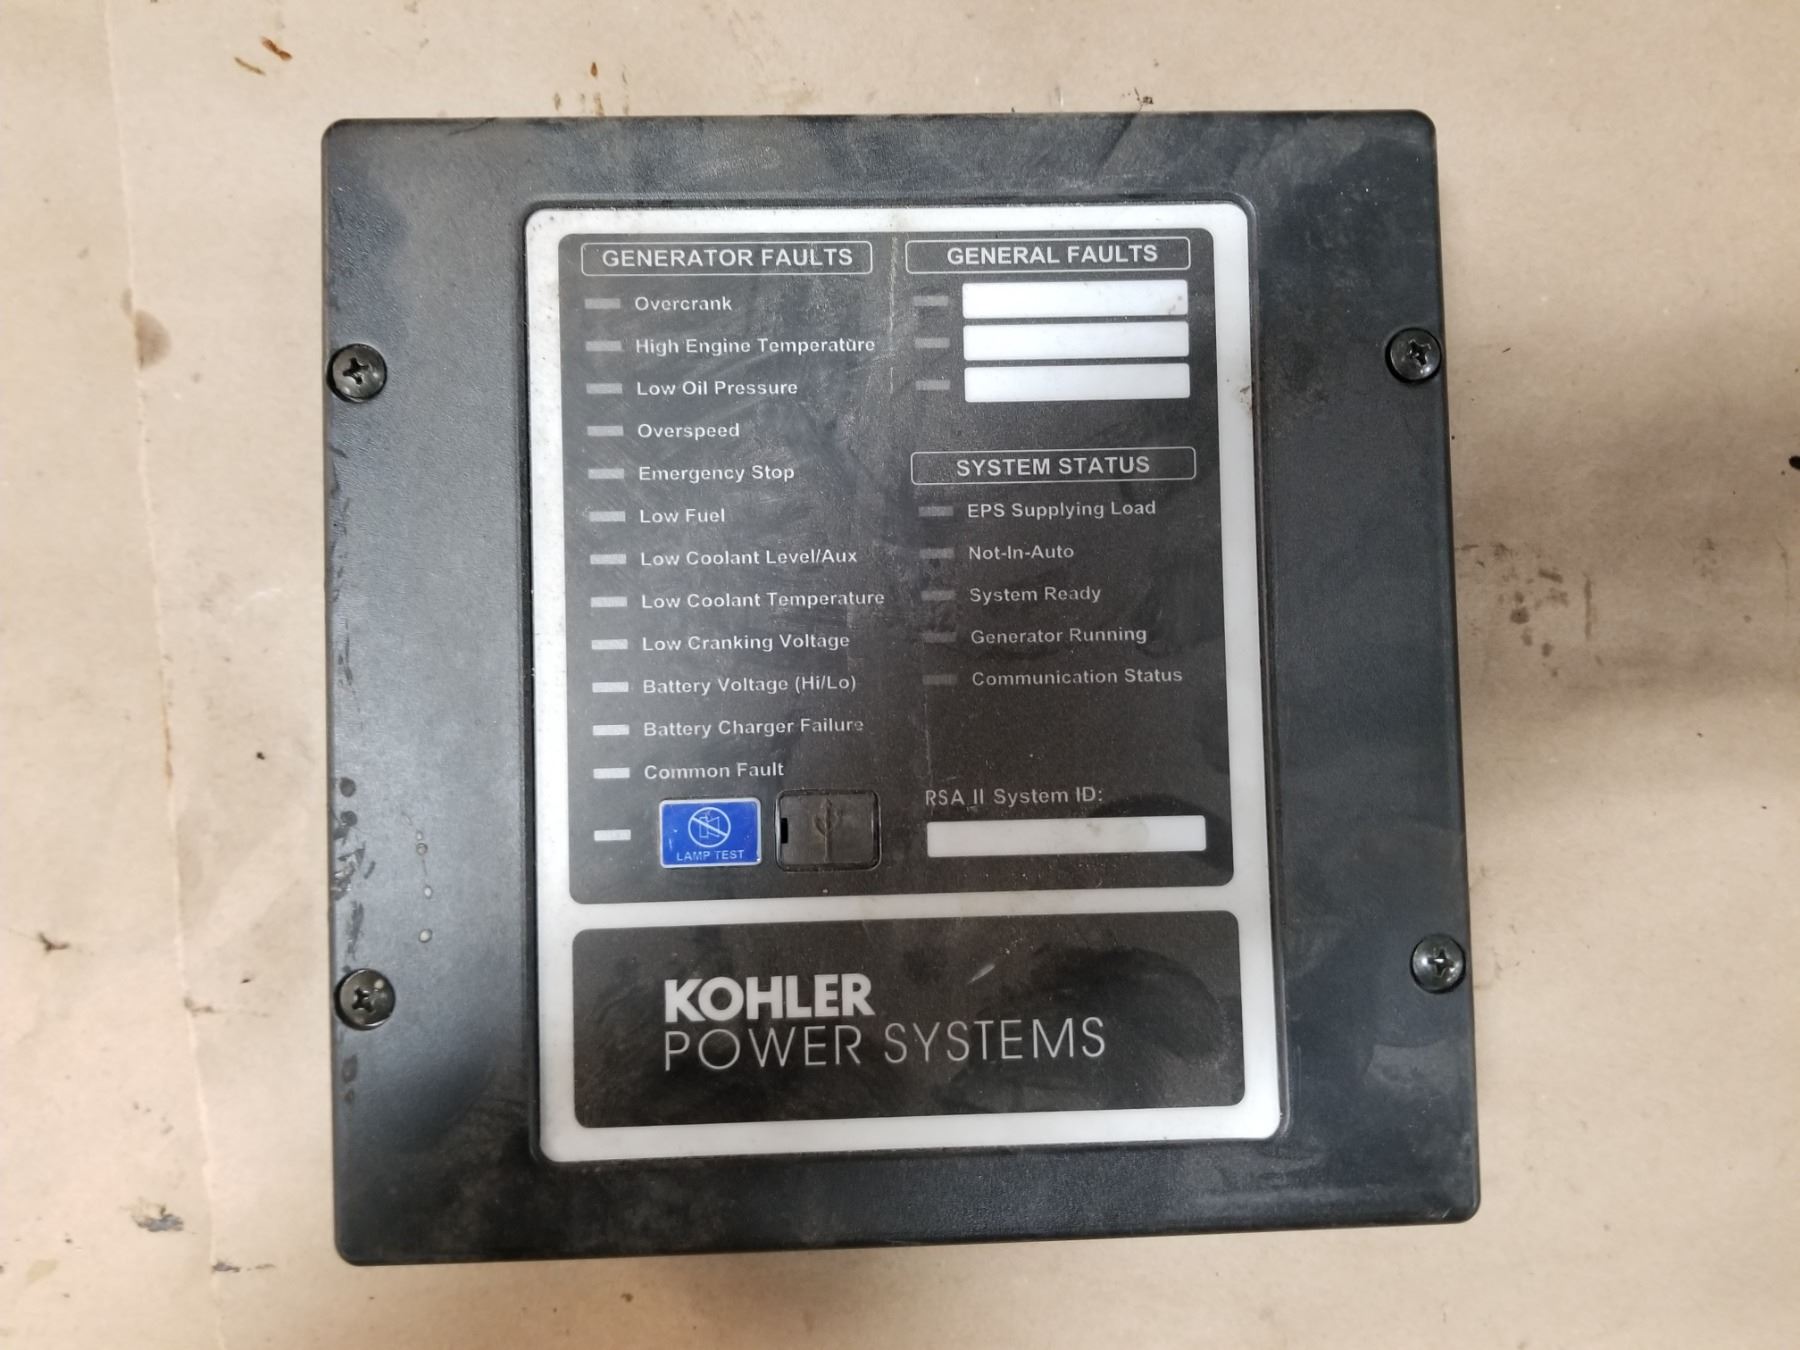 GENERATOR FAULTS
Overcrank
High Engine Temperature
Low Oil Pressure
Overspeed
Emergency Stop
Low Fuel
Low Coolant Level/Aux
Low Coolant Temperature
Low Cranking Voltage
Battery Voltage (Hi/Lo)
Battery Charger Failure
Common Fault
LAMP TEST
GENERAL FAULTS
SYSTEM STATUS
EPS Supplying Load
Not-In-Auto
System Ready
Generator Running
Communication Status
RSA II System ID:
KOHLER
POWER SYSTEMS